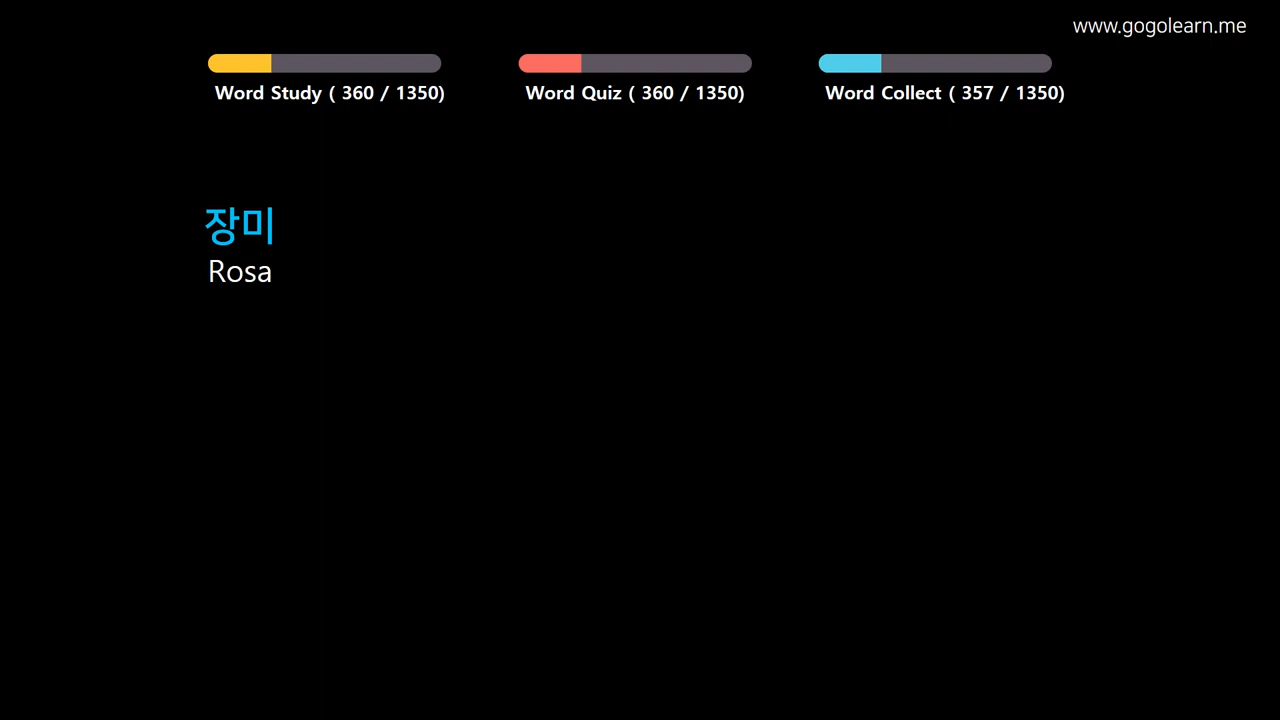 www.gogolearn.me
Word Study ( 360 / 1350)
Word Quiz ( 360 / 1350)
Word Collect ( 357 / 1350)
장미
Rosa